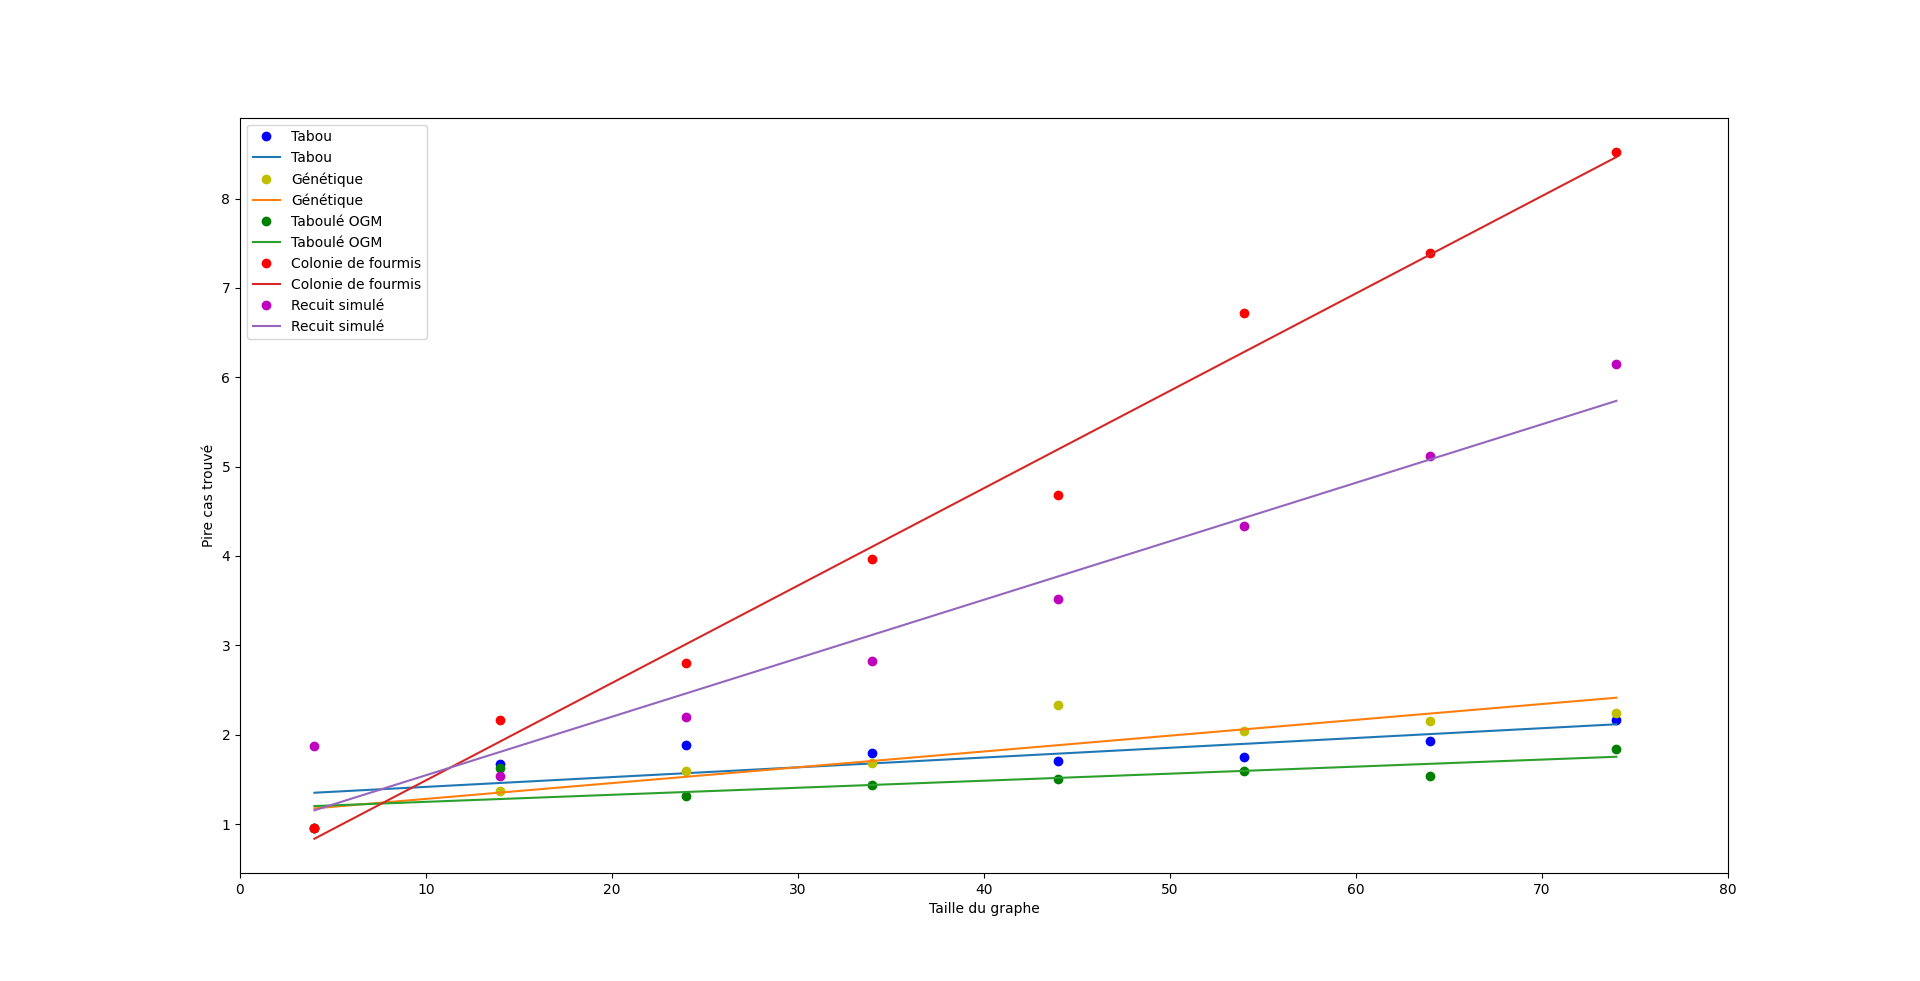 Tabou
Tabou
Génétique
Génétique
Taboulé OGM
Taboulé OGM
Colonie de fourmis
Colonie de fourmis
Recuit simulé
Recuit simulé
8
7
6
5
4
3
2
1
Pire cas trouvé
0 10 20 30 40 50 60 70 80
Taille du graphe